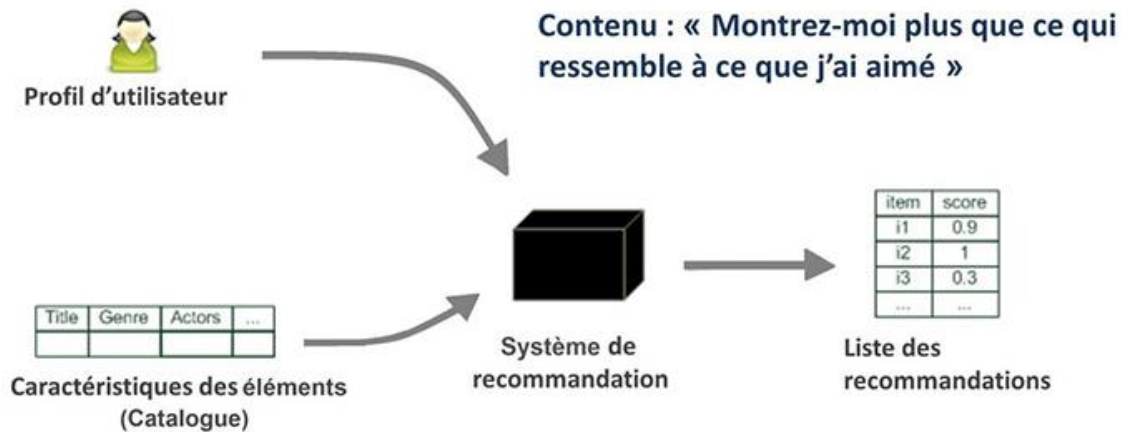 Contenu : « Montrez-moi plus que ce qui
ressemble à ce que j’ai aimé »
Profil d’utilisateur
item score
i1 0.9
i2 1
i3 0.3
... ...
Title Genre Actors ...
Caractéristiques des éléments
(Catalogue)
Système de
recommandation
Liste des
recommandations